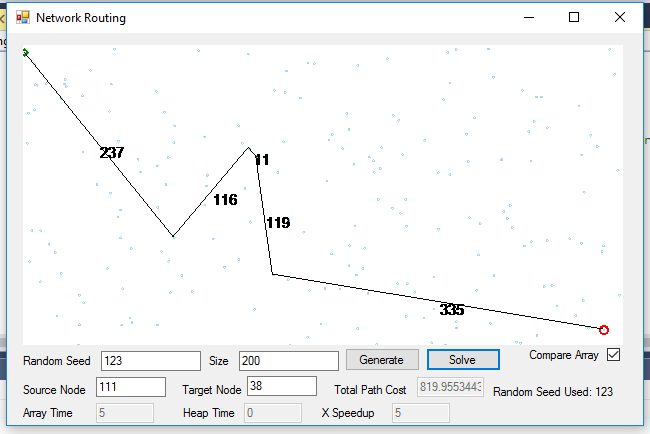 Network Routing
237
11
116
119
335
Random Seed 123 Size 200 Generate Solve Compare Array
Source Node 111 Target Node 38 Total Path Cost 819.9553443 Random Seed Used: 123
Array Time 5 Heap Time 0 X Speedup 5